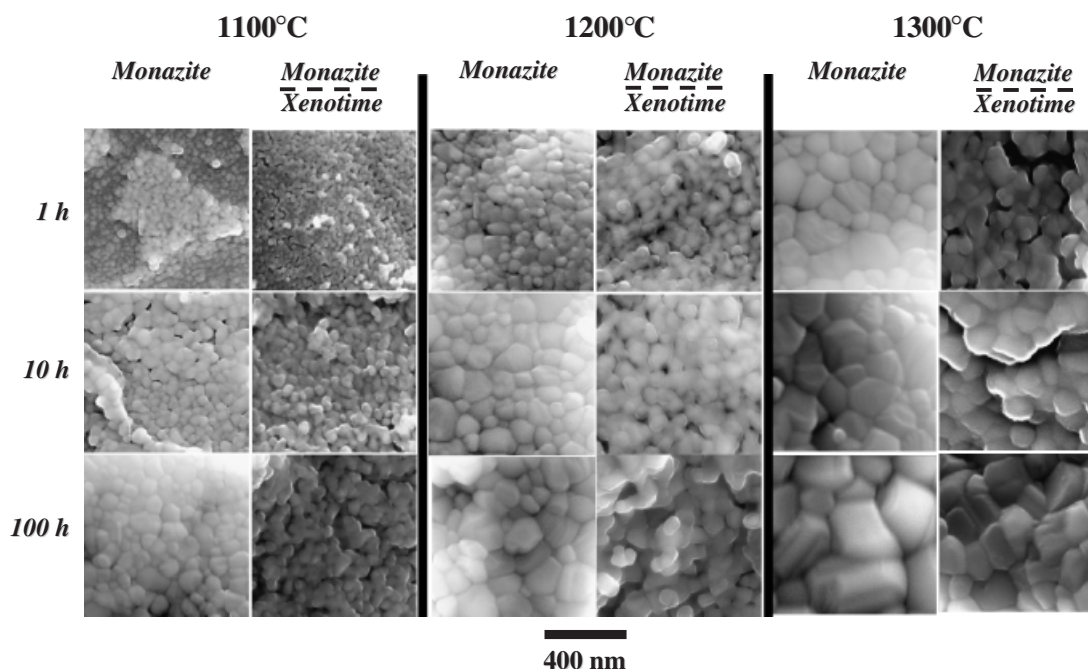 1100°C 1200°C 1300°C
Monazite Monazite Monazite Monazite Monazite Monazite
Xenotime Xenotime Xenotime
1 h
10 h
100 h
400 nm